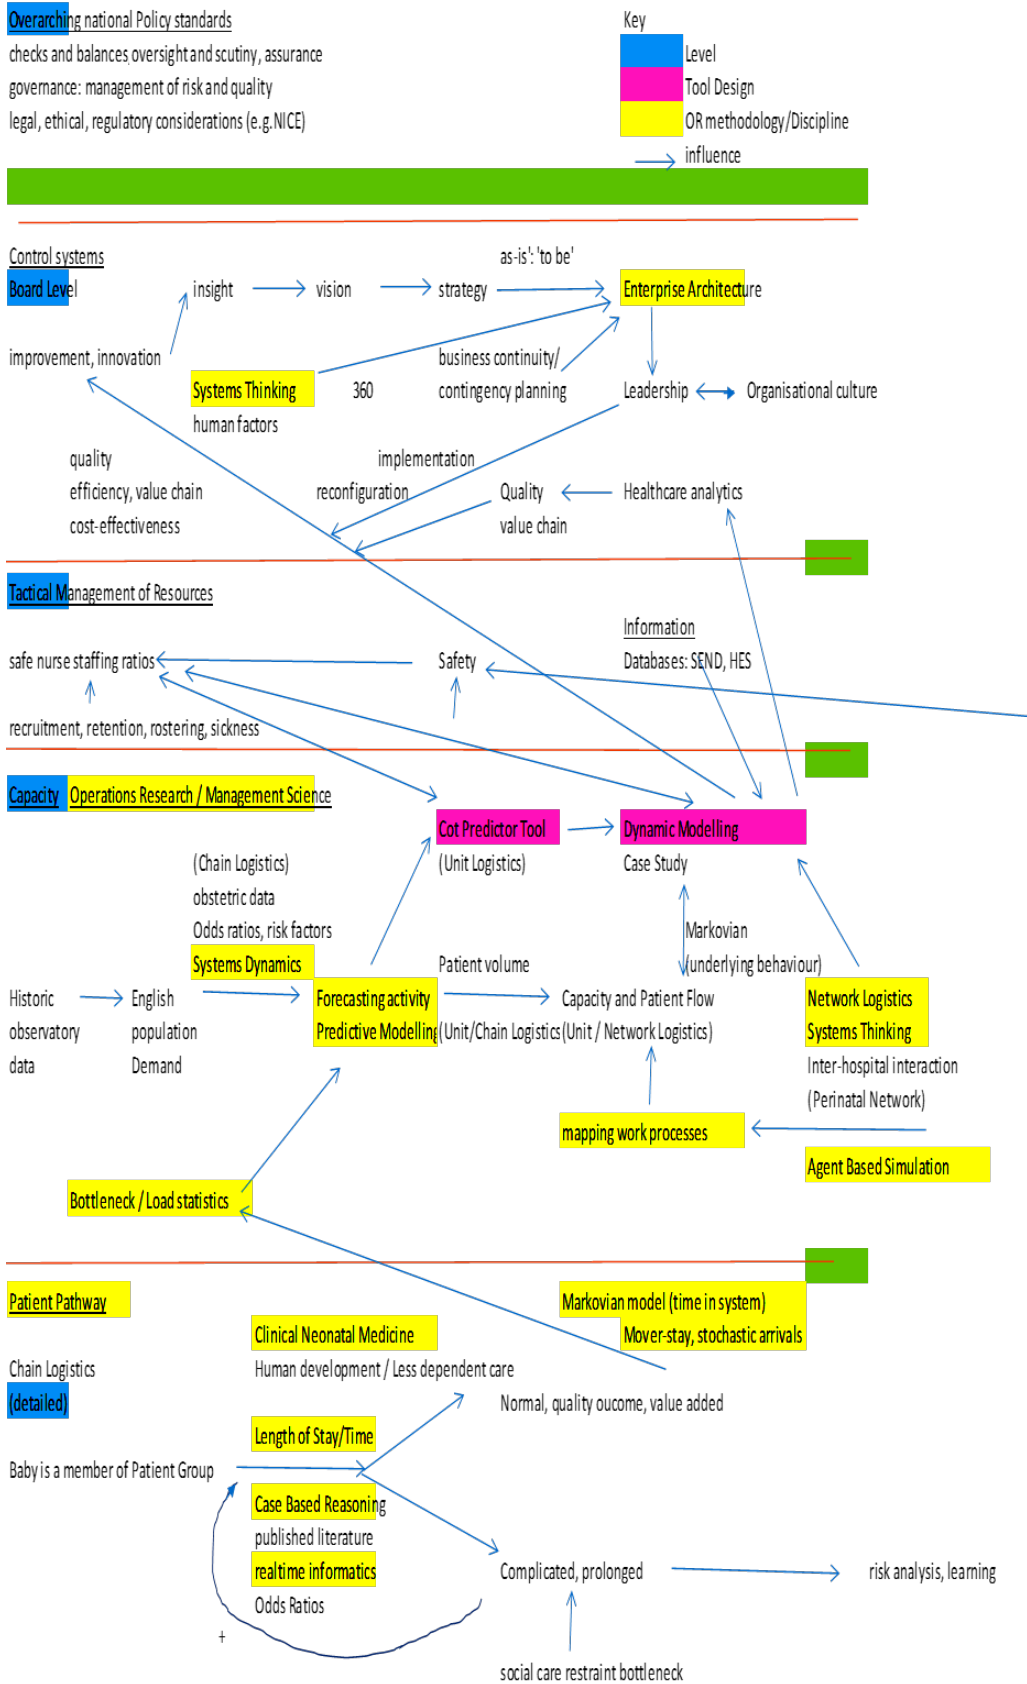 Overarching national Policy standards
checks and balances, oversight and scutiny, assurance
governance: management of risk and quality
legal, ethical, regulatory considerations (e.g.NICE)
Key
Level
Tool Design
OR methodology/Discipline
influence
Control systems
as-is': 'to be'
Board Level
insight
vision
strategy
Enterprise Architecture
improvement, innovation
business continuity/
contingency planning
Systems Thinking
360
Leadership
Organisational culture
human factors
quality
implementation
efficiency, value chain
reconfiguration
Quality
Healthcare analytics
cost-effectiveness
value chain
Tactical Management of Resources
Information
safe nurse staffing ratios
Safety
Databases: SEND, HES
recruitment, retention, rostering, sickness
Capacity
Operations Research / Management Science
Cot Predictor Tool
Dynamic Modelling
(Chain Logistics)
(Unit Logistics)
Case Study
obstetric data
Odds ratios, risk factors
Markovian
Systems Dynamics
Patient volume
(underlying behaviour)
Historic
English
Forecasting activity
Capacity and Patient Flow
Network Logistics
observatory
population
Predictive Modelling
(Unit/Chain Logistics
(Unit / Network Logistics)
Systems Thinking
data
Demand
Inter-hospital interaction
(Perinatal Network)
mapping work processes
Agent Based Simulation
Bottleneck / Load statistics
Patient Pathway
Markovian model (time in system)
Clinical Neonatal Medicine
Mover-stay, stochastic arrivals
Chain Logistics
Human development / Less dependent care
(detailed)
Normal, quality oucome, value added
Length of Stay/Time
Baby is a member of Patient Group
Case Based Reasoning
published literature
realtime informatics
Complicated, prolonged
risk analysis, learning
Odds Ratios
+
social care restraint bottleneck